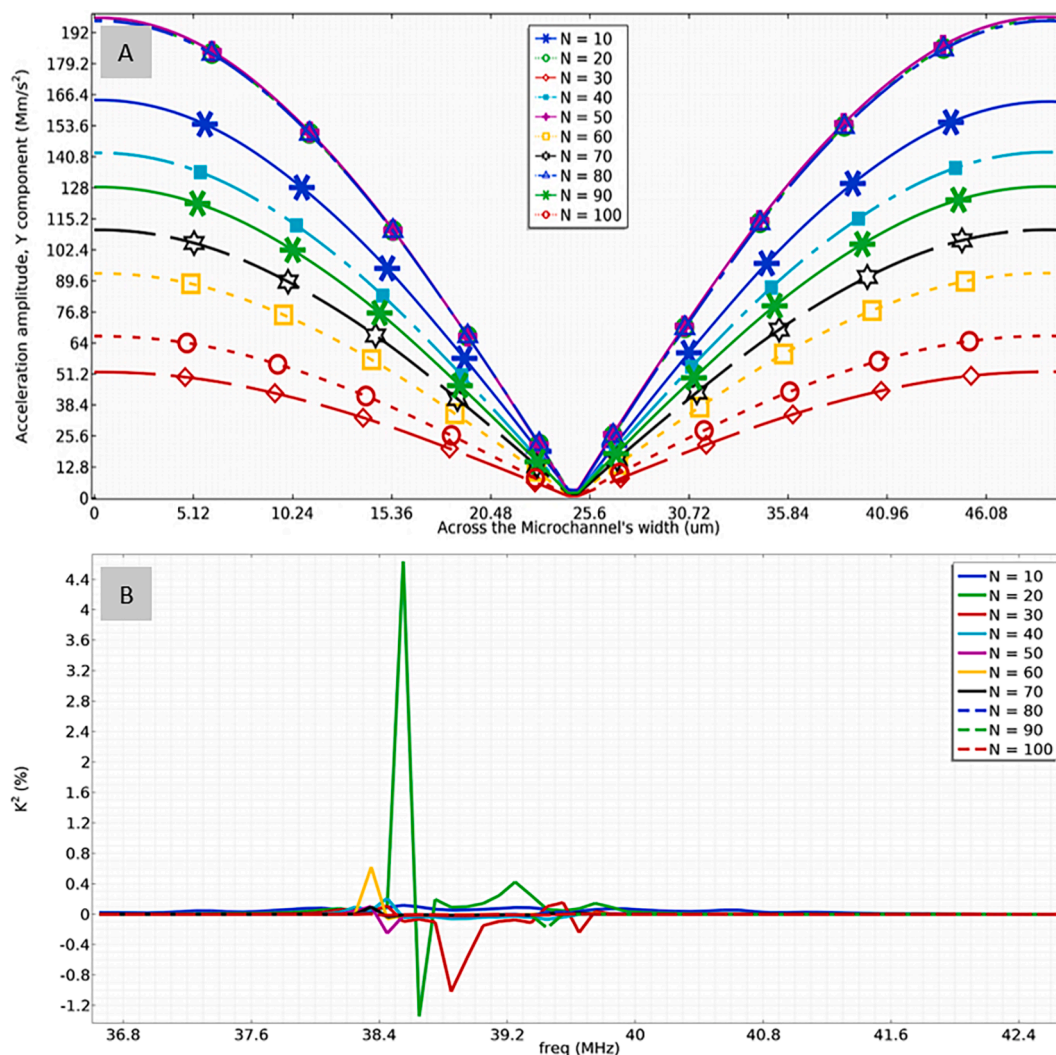 A
Acceleration amplitude, Y component (Mm/s²)
192
179.2
166.4
153.6
140.8
128
115.2
102.4
89.6
76.8
64
51.2
38.4
25.6
12.8
0
N = 10
N = 20
N = 30
N = 40
N = 50
N = 60
N = 70
N = 80
N = 90
N = 100
0 5.12 10.24 15.36 20.48 25.6 30.72 35.84 40.96 46.08
Across the Microchannel's width (um)
B
K² (%)
4.4
4
3.6
3.2
2.8
2.4
2
1.6
1.2
0.8
0.4
0
-0.4
-0.8
-1.2
N = 10
N = 20
N = 30
N = 40
N = 50
N = 60
N = 70
N = 80
N = 90
N = 100
36.8 37.6 38.4 39.2 40 40.8 41.6 42.4
freq (MHz)